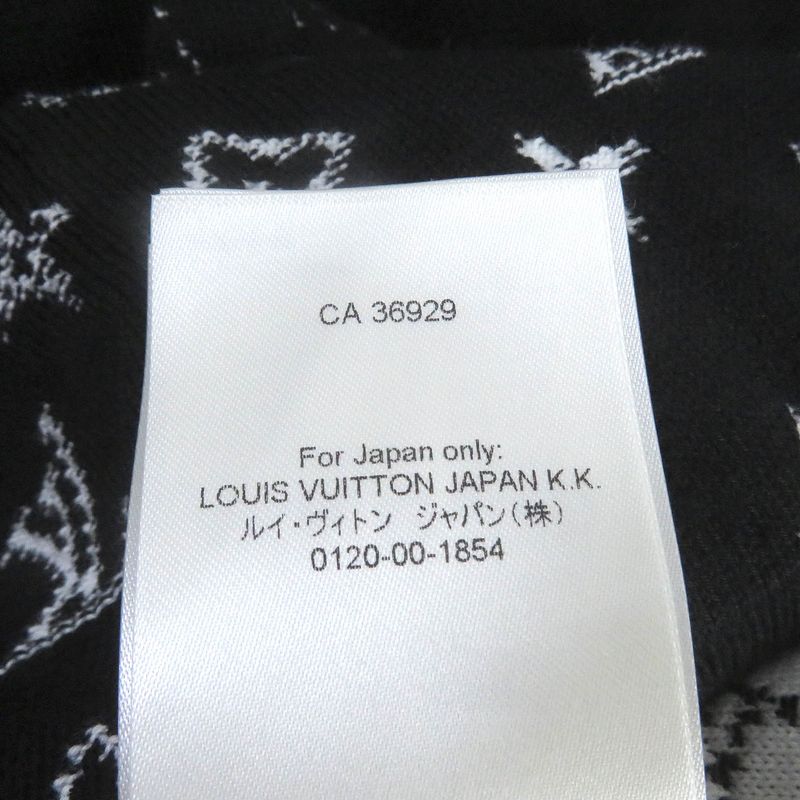 CA 36929
For Japan only:
LOUIS VUITTON JAPAN K.K.
ルイ・ヴィトン　ジャパン(株)
0120-00-1854